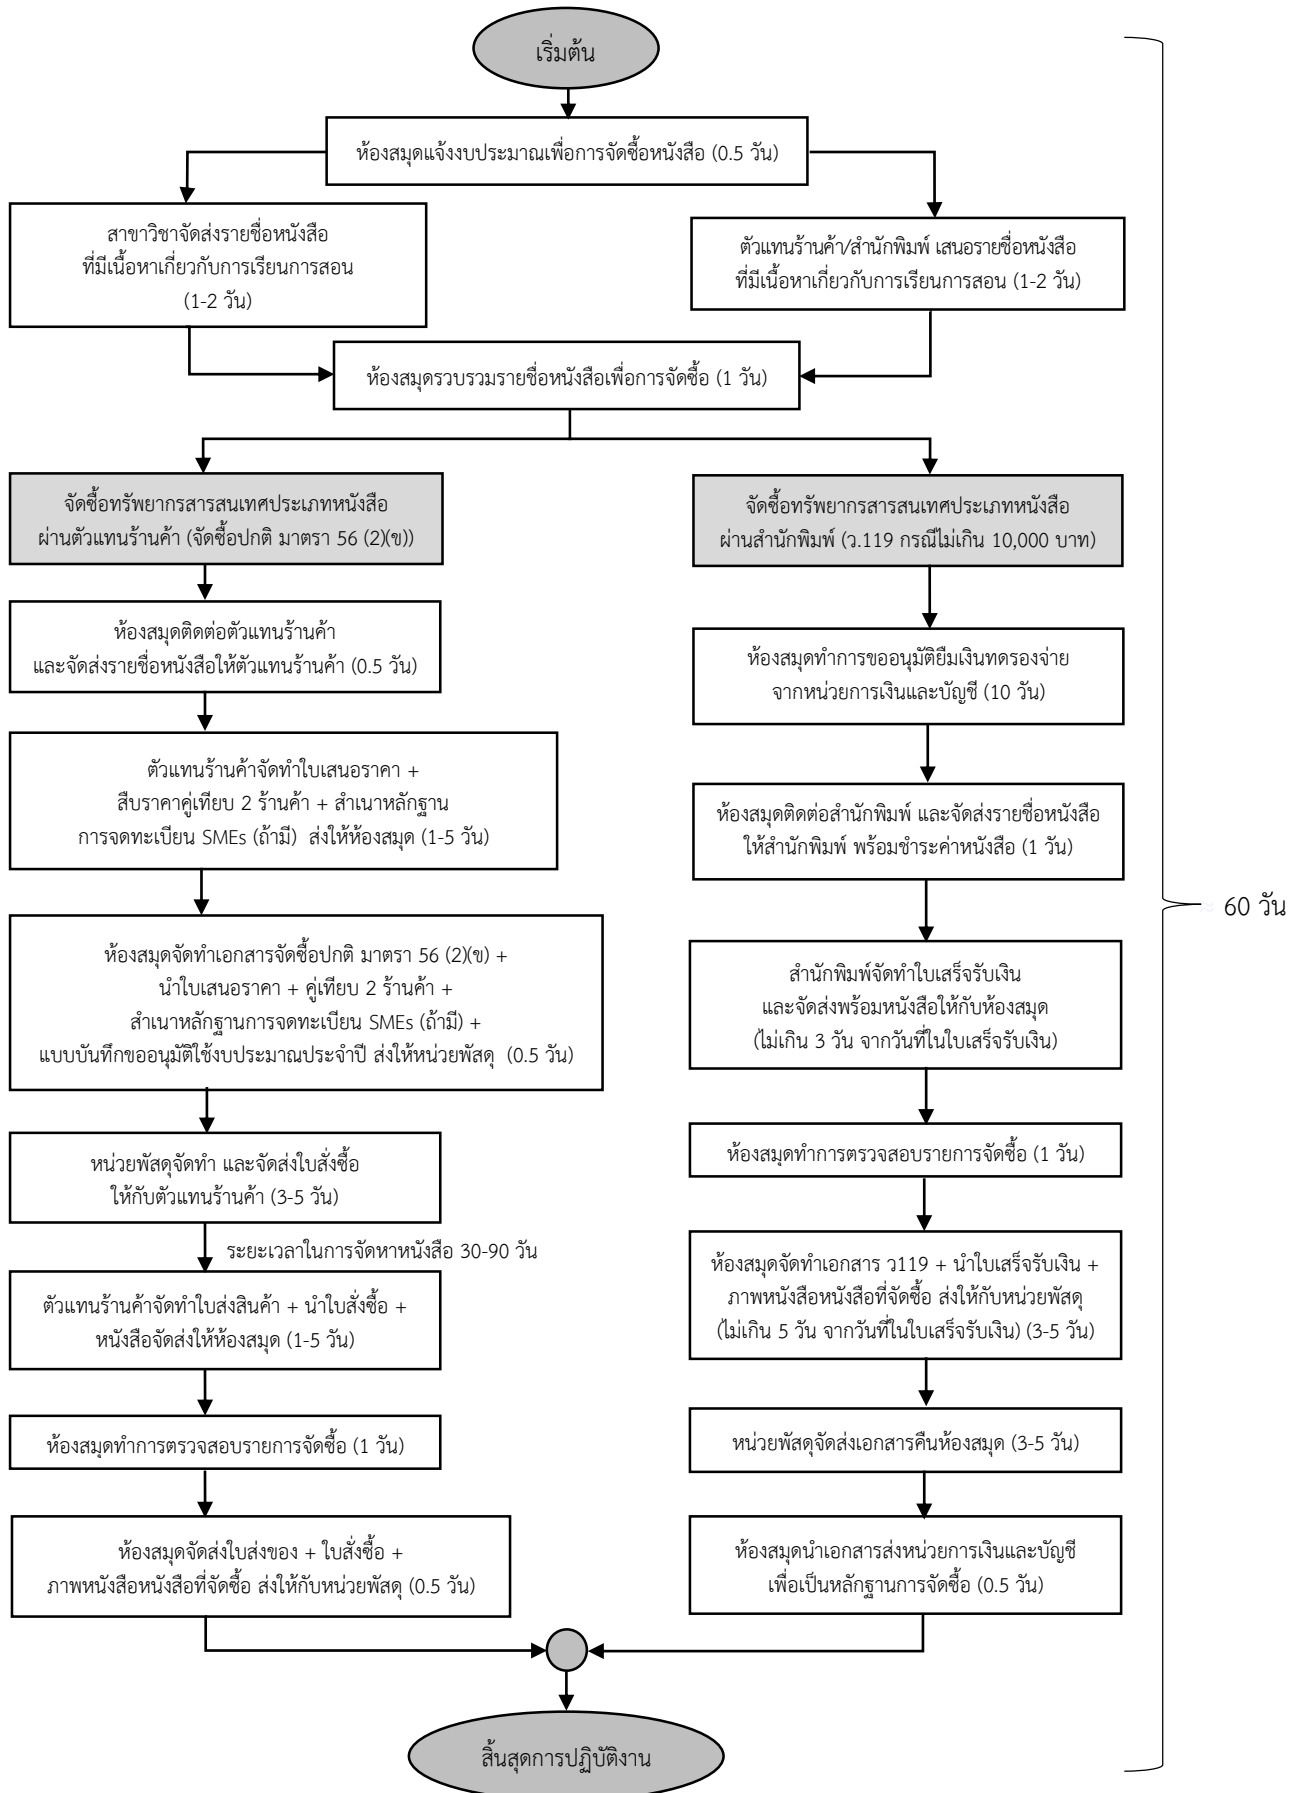 เริ่มต้น
ห้องสมุดแจ้งงบประมาณเพื่อการจัดซื้อหนังสือ (0.5 วัน)
สาขาวิชาจัดส่งรายชื่อหนังสือ
ที่มีเนื้อหาเกี่ยวกับการเรียนการสอน
(1-2 วัน)
ตัวแทนร้านค้า/สำนักพิมพ์ เสนอรายชื่อหนังสือ
ที่มีเนื้อหาเกี่ยวกับการเรียนการสอน (1-2 วัน)
ห้องสมุดรวบรวมรายชื่อหนังสือเพื่อการจัดซื้อ (1 วัน)
จัดซื้อทรัพยากรสารสนเทศประเภทหนังสือ
ผ่านตัวแทนร้านค้า (จัดซื้อปกติ มาตรา 56 (2)(ข))
ห้องสมุดติดต่อตัวแทนร้านค้า
และจัดส่งรายชื่อหนังสือให้ตัวแทนร้านค้า (0.5 วัน)
ตัวแทนร้านค้าจัดทำใบเสนอราคา +
สืบราคาคู่เทียบ 2 ร้านค้า + สำเนาหลักฐาน
การจดทะเบียน SMEs (ถ้ามี) ส่งให้ห้องสมุด (1-5 วัน)
ห้องสมุดจัดทำเอกสารจัดซื้อปกติ มาตรา 56 (2)(ข) +
นำใบเสนอราคา + คู่เทียบ 2 ร้านค้า +
สำเนาหลักฐานการจดทะเบียน SMEs (ถ้ามี) +
แบบบันทึกขออนุมัติใช้งบประมาณประจำปี ส่งให้หน่วยพัสดุ (0.5 วัน)
หน่วยพัสดุจัดทำ และจัดส่งใบสั่งซื้อ
ให้กับตัวแทนร้านค้า (3-5 วัน)
ระยะเวลาในการจัดหาหนังสือ 30-90 วัน
ตัวแทนร้านค้าจัดทำใบส่งสินค้า + นำใบสั่งซื้อ +
หนังสือจัดส่งให้ห้องสมุด (1-5 วัน)
ห้องสมุดทำการตรวจสอบรายการจัดซื้อ (1 วัน)
ห้องสมุดจัดส่งใบส่งของ + ใบสั่งซื้อ +
ภาพหนังสือหนังสือที่จัดซื้อ ส่งให้กับหน่วยพัสดุ (0.5 วัน)
จัดซื้อทรัพยากรสารสนเทศประเภทหนังสือ
ผ่านสำนักพิมพ์ (ว.119 กรณีไม่เกิน 10,000 บาท)
ห้องสมุดทำการขออนุมัติยืมเงินทดรองจ่าย
จากหน่วยการเงินและบัญชี (10 วัน)
ห้องสมุดติดต่อสำนักพิมพ์ และจัดส่งรายชื่อหนังสือ
ให้สำนักพิมพ์ พร้อมชำระค่าหนังสือ (1 วัน)
สำนักพิมพ์จัดทำใบเสร็จรับเงิน
และจัดส่งพร้อมหนังสือให้กับห้องสมุด
(ไม่เกิน 3 วัน จากวันที่ในใบเสร็จรับเงิน)
ห้องสมุดทำการตรวจสอบรายการจัดซื้อ (1 วัน)
ห้องสมุดจัดทำเอกสาร ว119 + นำใบเสร็จรับเงิน +
ภาพหนังสือหนังสือที่จัดซื้อ ส่งให้กับหน่วยพัสดุ
(ไม่เกิน 5 วัน จากวันที่ในใบเสร็จรับเงิน) (3-5 วัน)
หน่วยพัสดุจัดส่งเอกสารคืนห้องสมุด (3-5 วัน)
ห้องสมุดนำเอกสารส่งหน่วยการเงินและบัญชี
เพื่อเป็นหลักฐานการจัดซื้อ (0.5 วัน)
≈ 60 วัน
สิ้นสุดการปฏิบัติงาน